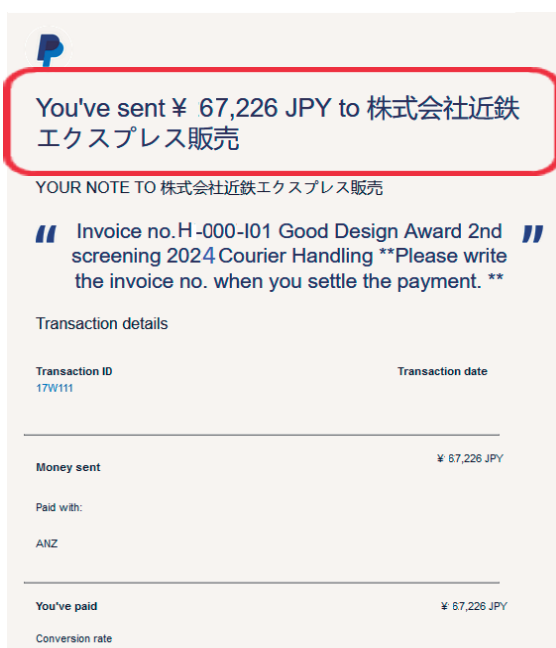 You've sent ¥ 67,226 JPY to 株式会社近鉄
エクスプレス販売
YOUR NOTE TO 株式会社近鉄エクスプレス販売
“ Invoice no.H-000-I01 Good Design Award 2nd ”
screening 2024 Courier Handling **Please write
the invoice no. when you settle the payment. **
Transaction details
Transaction ID Transaction date
17W111
Money sent ¥ 67,226 JPY
Paid with:
ANZ
You've paid ¥ 67,226 JPY
Conversion rate